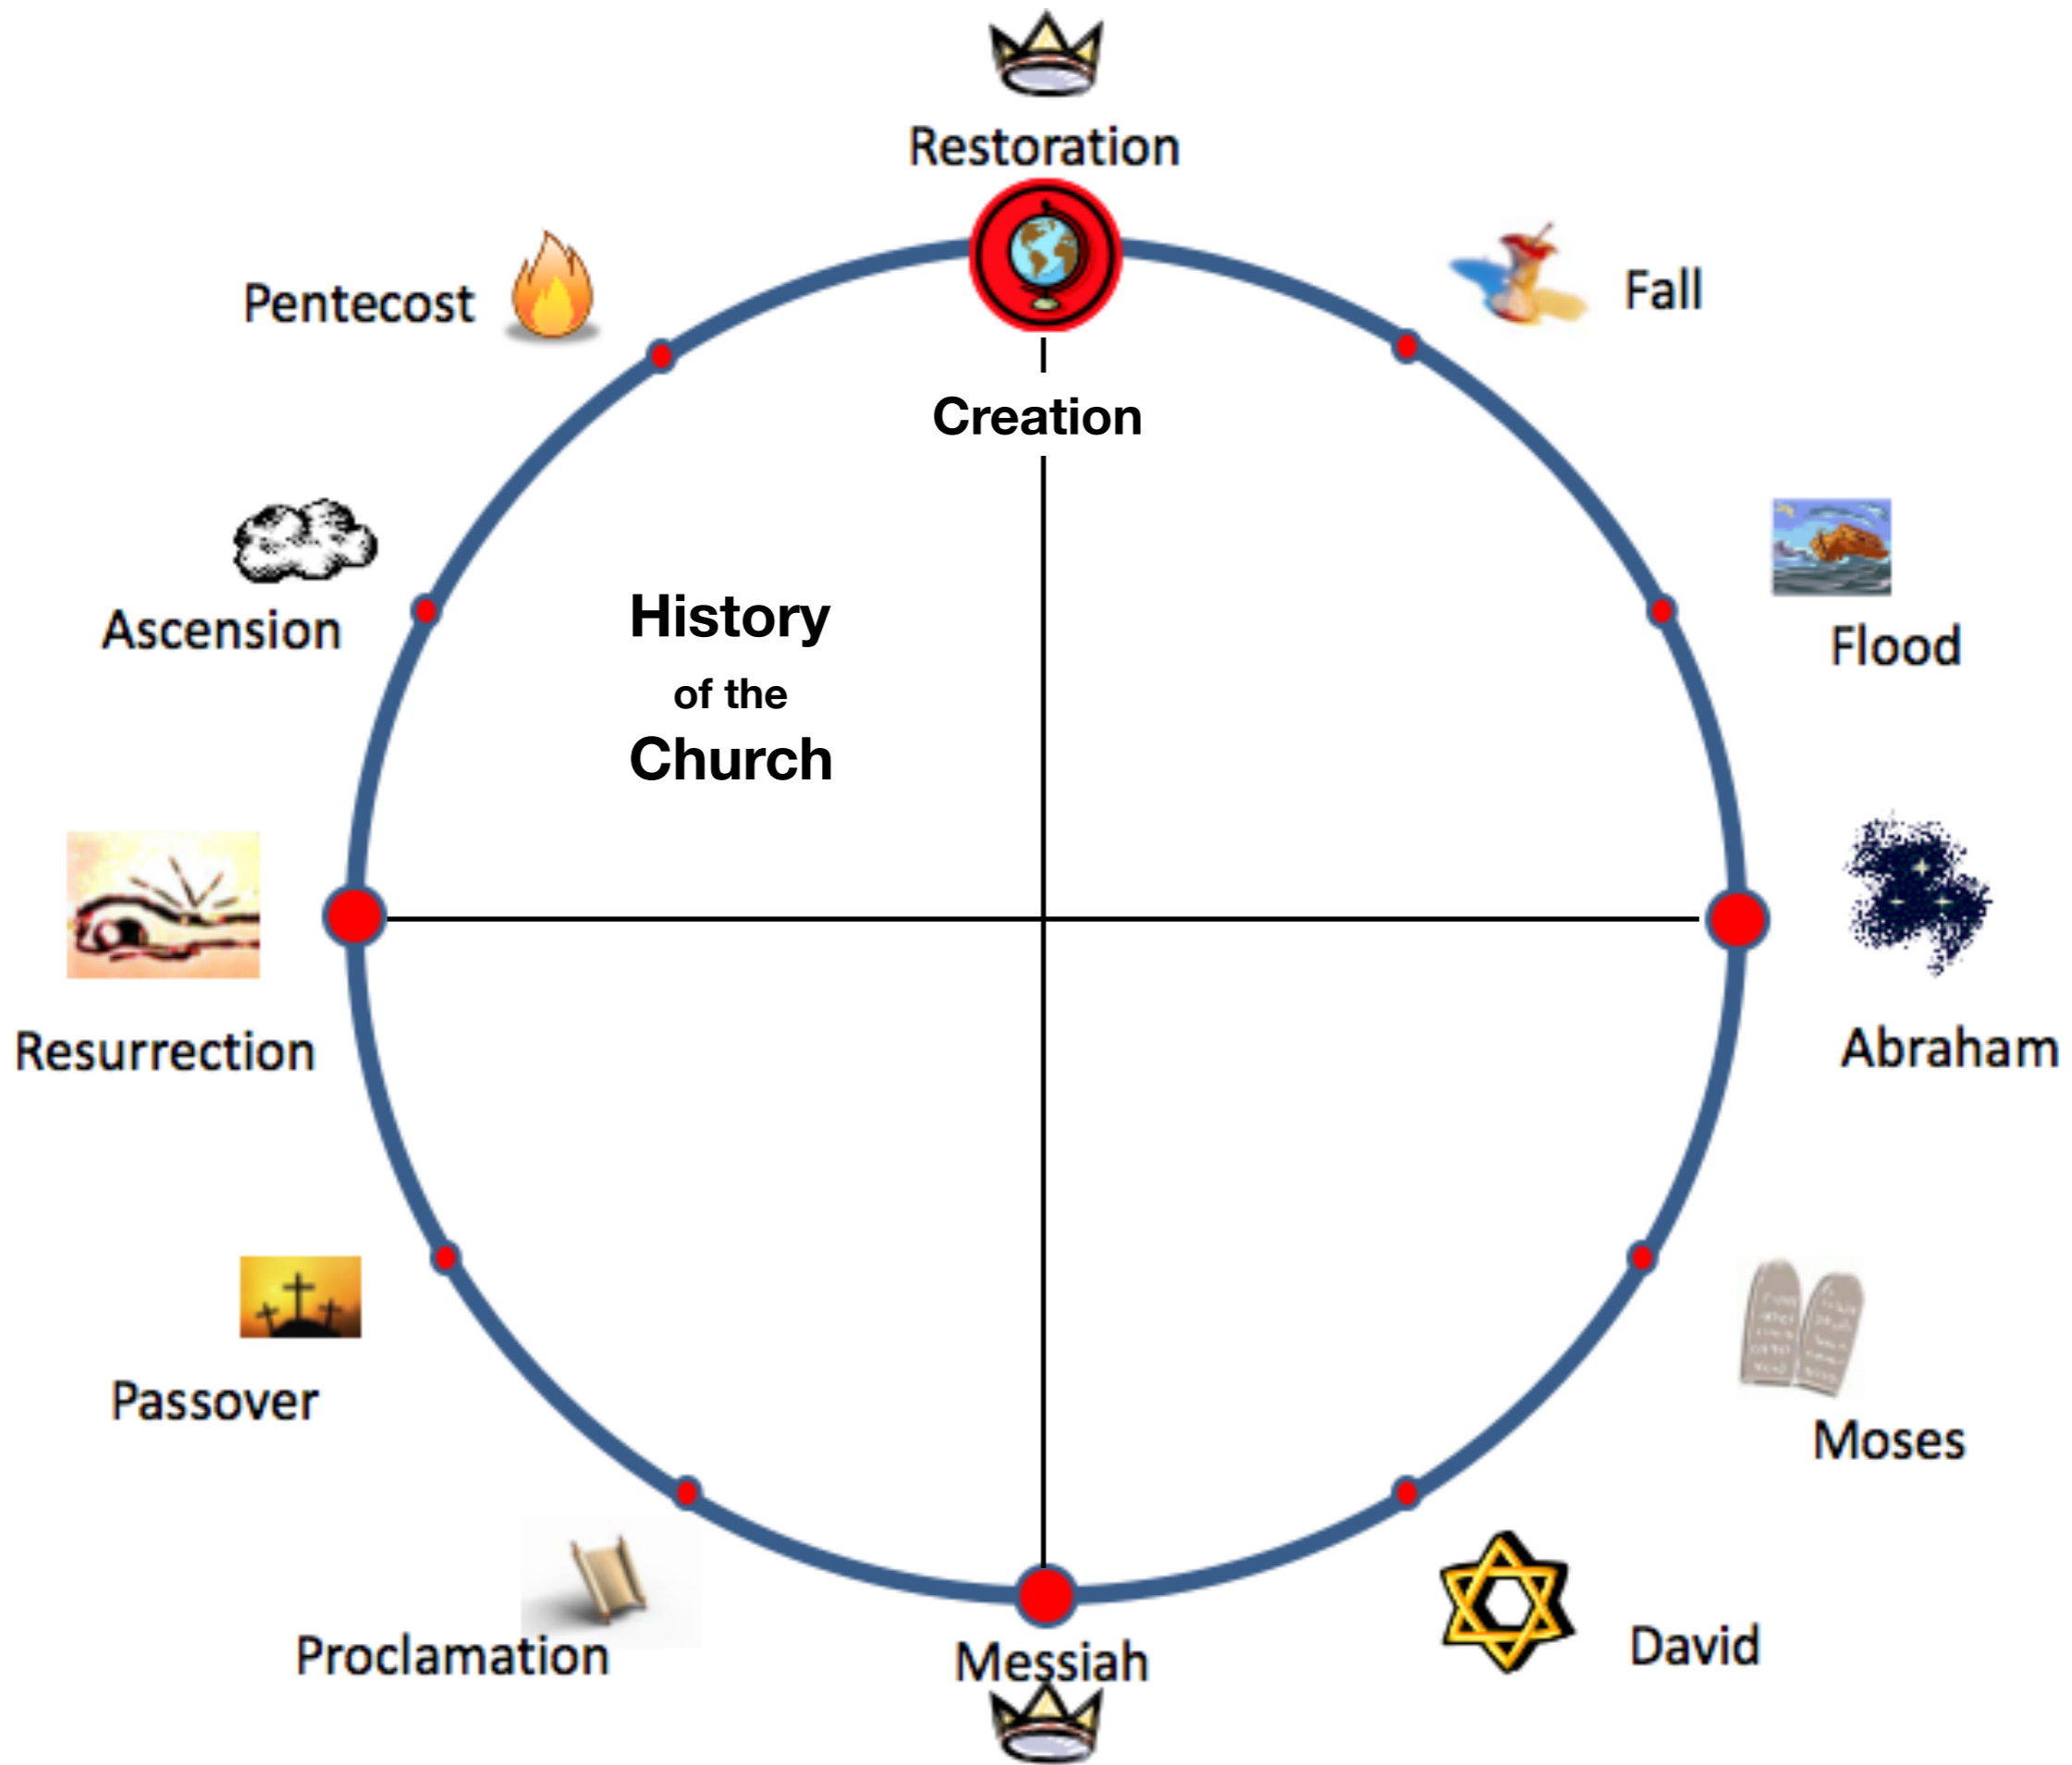 Restoration
Pentecost
Fall
Creation
History
of the
Church
Ascension
Flood
Resurrection
Abraham
Passover
Moses
Proclamation
Messiah
David